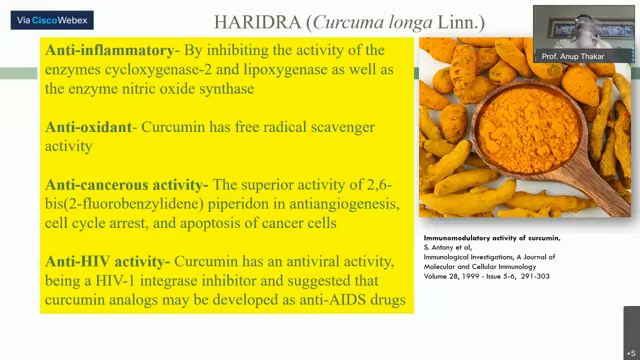 Via CiscoWebex
HARIDRA (Curcuma longa Linn.)
Anti-inflammatory- By inhibiting the activity of the
enzymes cycloxygenase-2 and lipoxygenase as well as
the enzyme nitric oxide synthase
Anti-oxidant- Curcumin has free radical scavenger
activity
Anti-cancerous activity- The superior activity of 2,6-
bis(2-fluorobenzylidene) piperidon in antiangiogenesis,
cell cycle arrest, and apoptosis of cancer cells
Anti-HIV activity- Curcumin has an antiviral activity,
being a HIV-1 integrase inhibitor and suggested that
curcumin analogs may be developed as anti-AIDS drugs
Prof. Anup Thakar
Immunomodulatory activity of curcumin,
S. Antony et al,
Immunological Investigations, A Journal of
Molecular and Cellular Immunology
Volume 28, 1999 - Issue 5-6, 291-303
+5